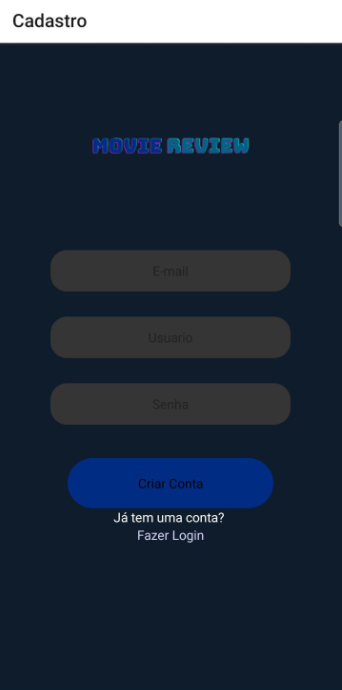 Cadastro
MOVIE REVIEW
E-mail
Usuario
Senha
Criar Conta
Já tem uma conta?
Fazer Login